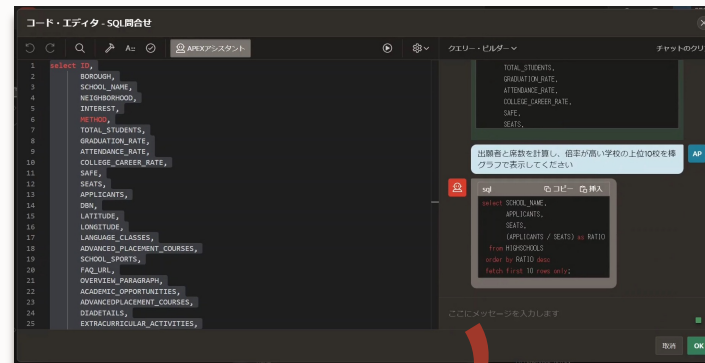 コード・エディタ - SQL問合せ
APEXアシスタント
クエリー・ビルダー
チャットのクリ
1 select ID,
2 BOROUGH,
3 SCHOOL_NAME,
4 NEIGHBORHOOD,
5 INTEREST,
6 METHOD,
7 TOTAL_STUDENTS,
8 GRADUATION_RATE,
9 ATTENDANCE_RATE,
10 COLLEGE_CAREER_RATE,
11 SAFE,
12 SEATS,
13 APPLICANTS,
14 DBN,
15 LATITUDE,
16 LONGITUDE,
17 LANGUAGE_CLASSES,
18 ADVANCED_PLACEMENT_COURSES,
19 SCHOOL_SPORTS,
20 FAQ_URL,
21 OVERVIEW_PARAGRAPH,
22 ACADEMIC_OPPORTUNITIES,
23 ADVANCEDPLACEMENT_COURSES,
24 DIADETAILS,
25 EXTRACURRICULAR_ACTIVITIES,
TOTAL_STUDENTS,
GRADUATION_RATE,
ATTENDANCE_RATE,
COLLEGE_CAREER_RATE,
SAFE,
SEATS,
出願者と席数を計算し、倍率が高い学校の上位10校を棒
グラフで表示してください
AP
sql コピー 挿入
select SCHOOL_NAME,
APPLICANTS,
SEATS,
(APPLICANTS / SEATS) as RATIO
from HIGHSCHOOLS
order by RATIO desc
fetch first 10 rows only;
ここにメッセージを入力します
取消
OK